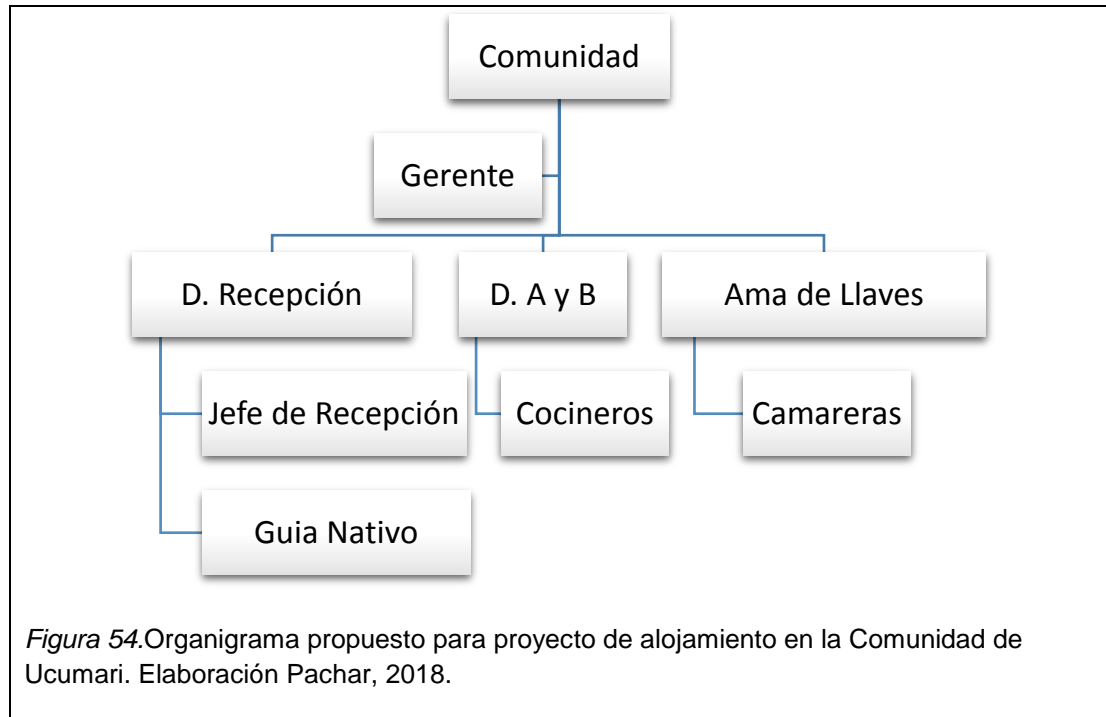 Comunidad
Gerente
D. Recepción
D. A y B
Ama de Llaves
Jefe de Recepción
Cocineros
Camareras
Guia Nativo
Figura 54.Organigrama propuesto para proyecto de alojamiento en la Comunidad de
Ucumari. Elaboración Pachar, 2018.